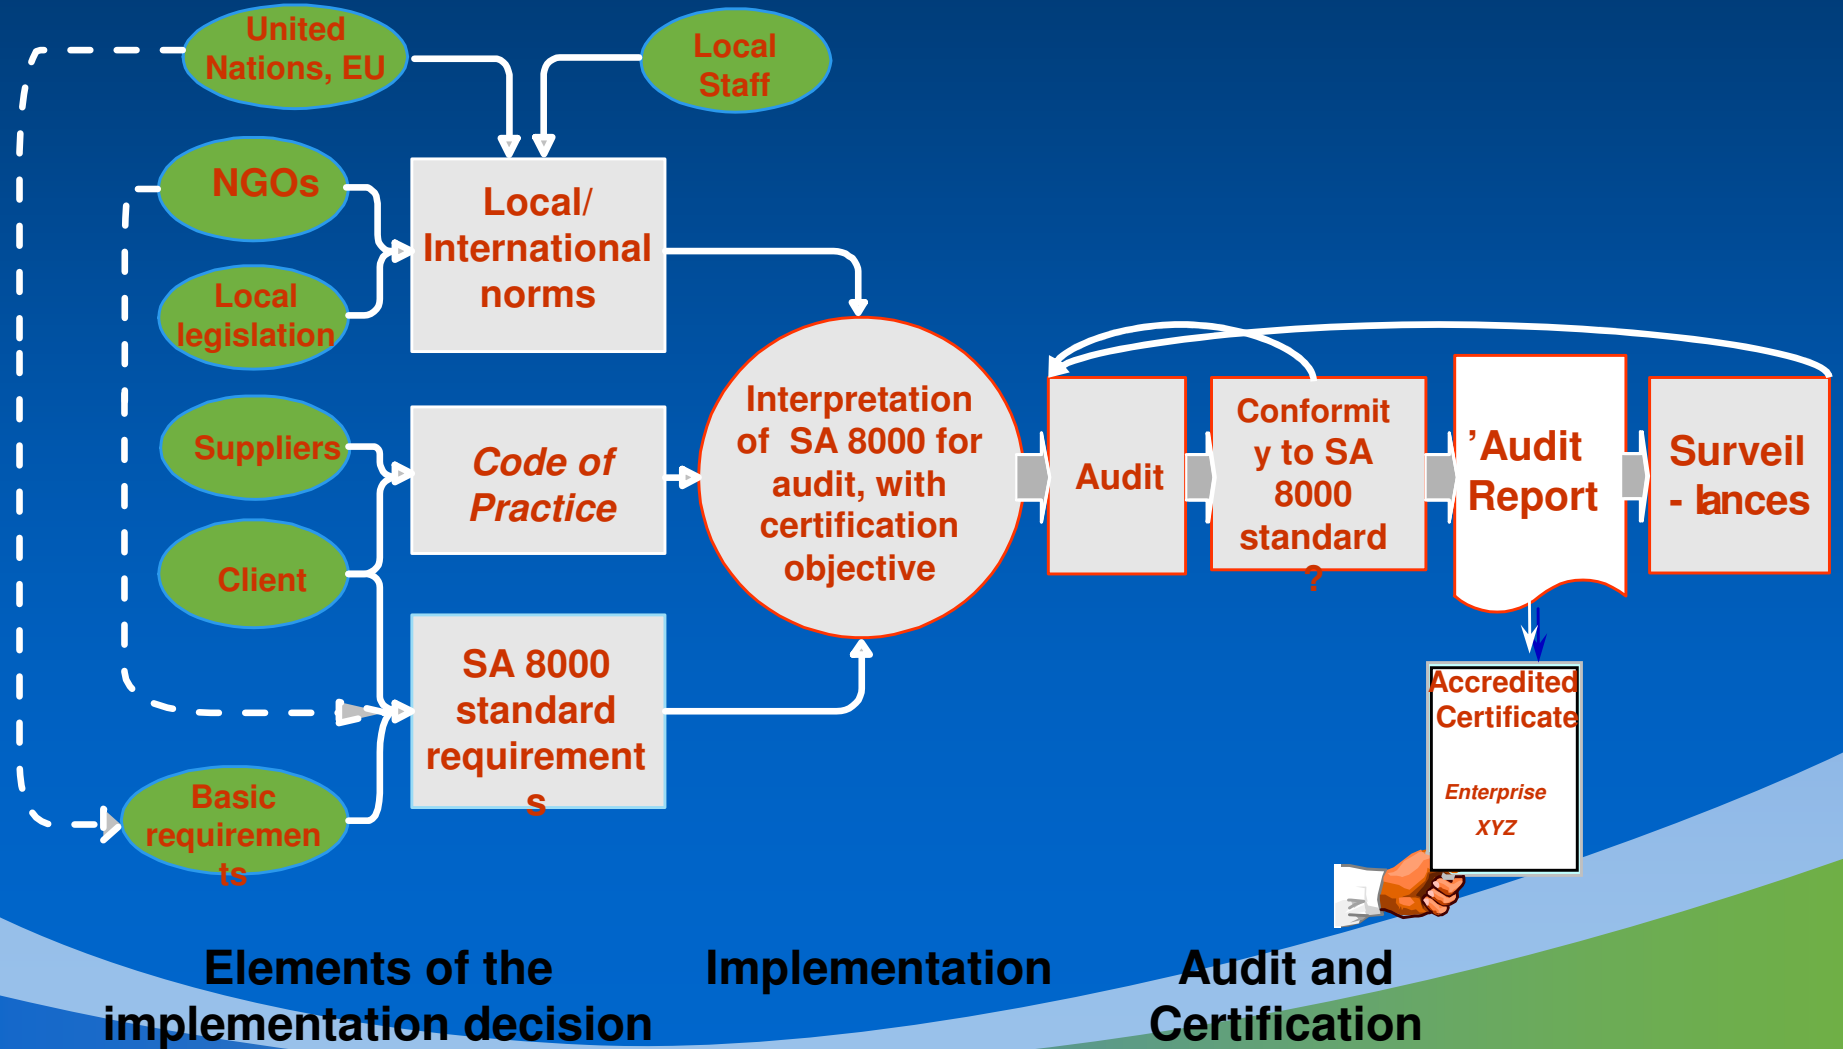 United
Nations, EU
Local
Staff
NGOs
Local
legislation
Suppliers
Client
Basic
requiremen
ts
Local/
International
norms
Code of
Practice
SA 8000
standard
requirement
s
Interpretation
of SA 8000 for
audit, with
certification
objective
Audit
Conformit
y to SA
8000
standard
?
’Audit
Report
Surveil
- lances
Accredited
Certificate
Enterprise
XYZ
Elements of the
implementation decision
Implementation
Audit and
Certification